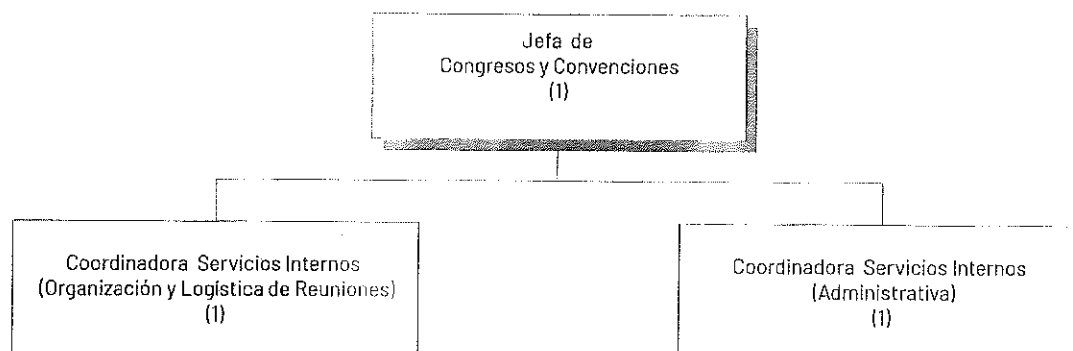 Jefa de
Congresos y Convenciones
(1)
Coordinadora Servicios Internos
(Organización y Logística de Reuniones)
(1)
Coordinadora Servicios Internos
(Administrativa)
(1)